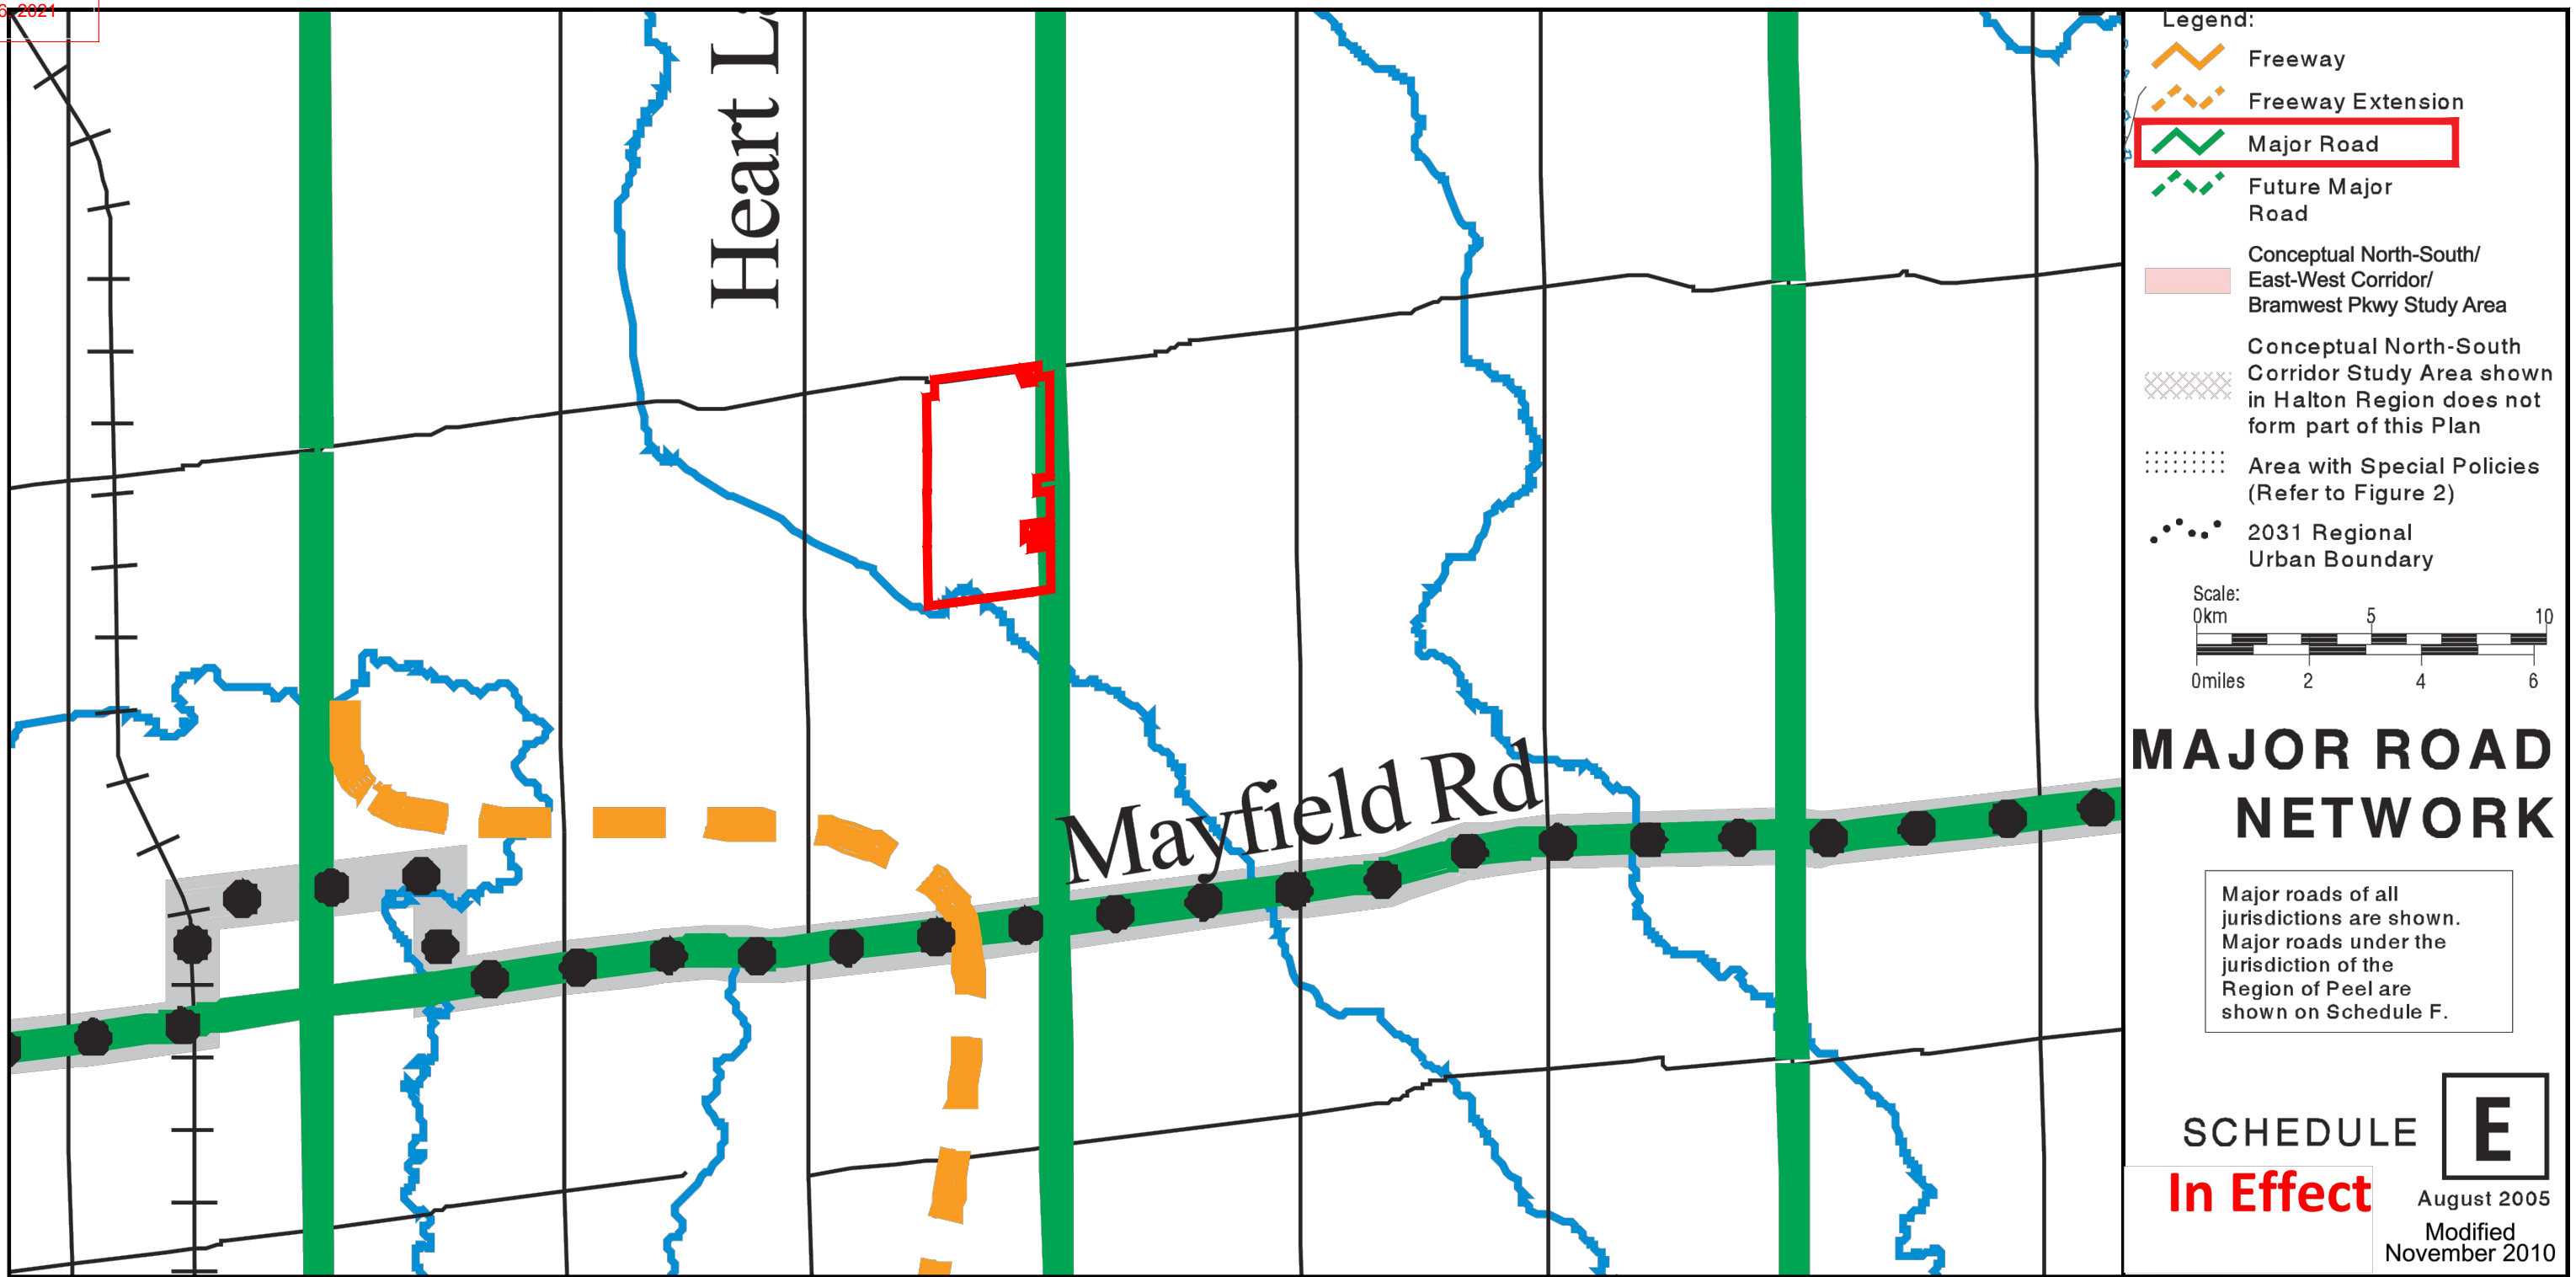 6, 2021
Heart L
Mayfield Rd
Legend:
Freeway
Freeway Extension
Major Road
Future Major
Road
Conceptual North-South/
East-West Corridor/
Bramwest Pkwy Study Area
Conceptual North-South
Corridor Study Area shown
in Halton Region does not
form part of this Plan
Area with Special Policies
(Refer to Figure 2)
2031 Regional
Urban Boundary
Scale:
0km 5 10
0miles 2 4 6
MAJOR ROAD
NETWORK
Major roads of all
jurisdictions are shown.
Major roads under the
jurisdiction of the
Region of Peel are
shown on Schedule F.
SCHEDULE E
In Effect
August 2005
Modified
November 2010